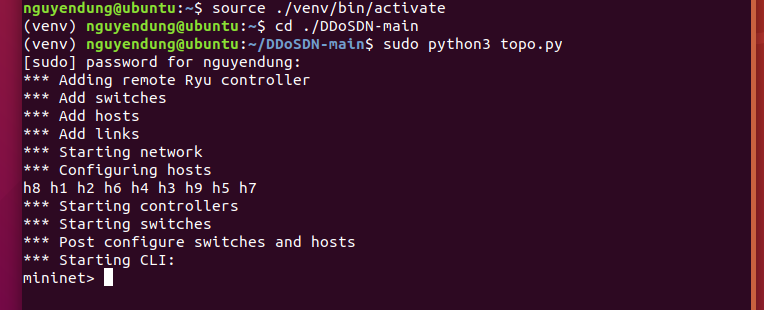 nguyendung@ubuntu:~$ source ./venv/bin/activate
(venv) nguyendung@ubuntu:~$ cd ./DDoSDN-main
(venv) nguyendung@ubuntu:~/DDoSDN-main$ sudo python3 topo.py
[sudo] password for nguyendung:
*** Adding remote Ryu controller
*** Add switches
*** Add hosts
*** Add links
*** Starting network
*** Configuring hosts
h8 h1 h2 h6 h4 h3 h9 h5 h7
*** Starting controllers
*** Starting switches
*** Post configure switches and hosts
*** Starting CLI:
mininet>